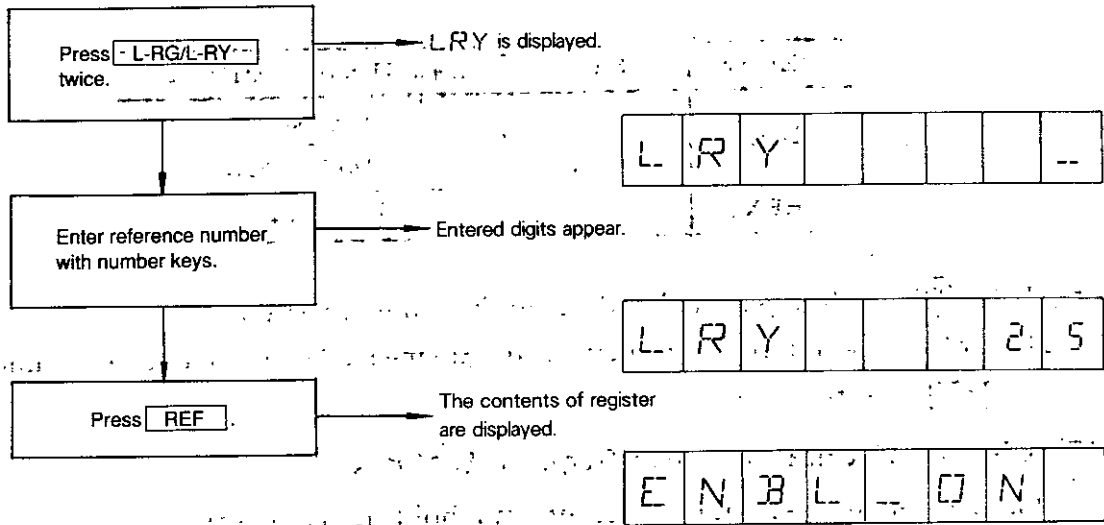 Press L-RG/L-RY
twice.
LRY is displayed.
L R Y _
Enter reference number
with number keys.
Entered digits appear.
L R Y 2 5
Press REF .
The contents of register
are displayed.
E N B L _ O N